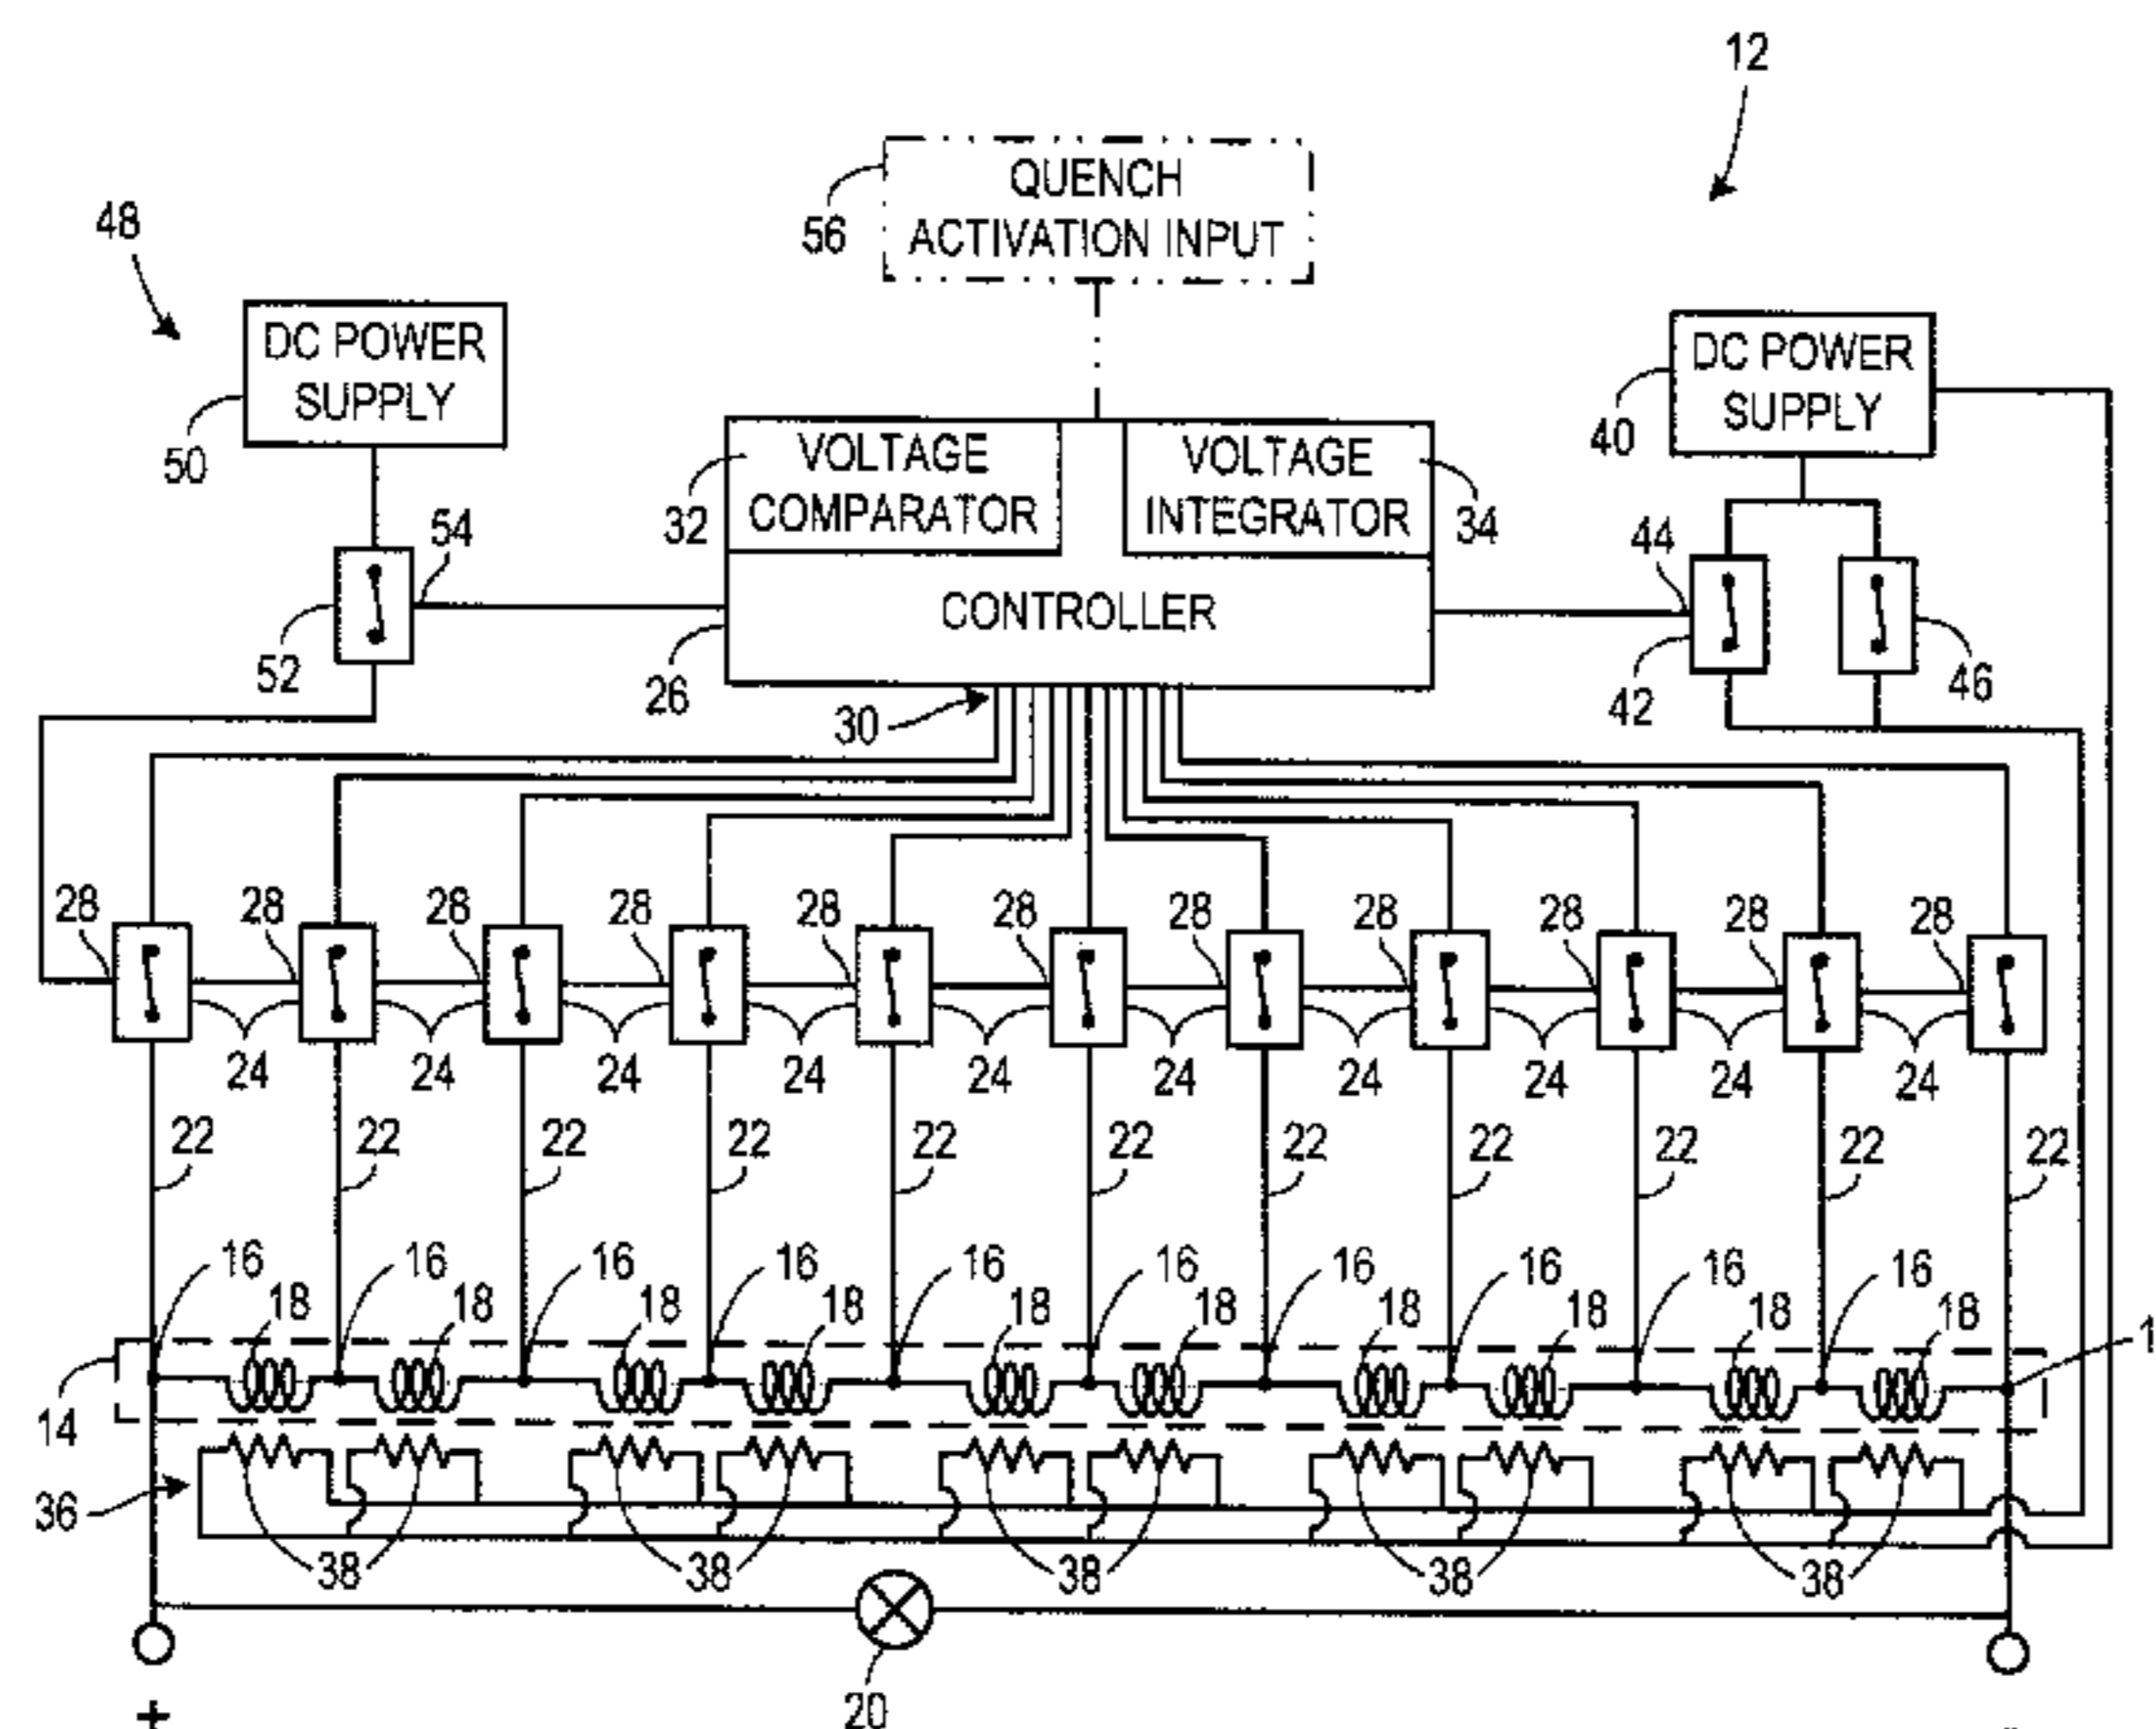 12
QUENCH
ACTIVATION INPUT
56
48
DC POWER
SUPPLY
50
DC POWER
SUPPLY
40
VOLTAGE
COMPARATOR
32
VOLTAGE
INTEGRATOR
34
54
44
CONTROLLER
52
26
30
42
46
28 28 28 28 28 28 28 28 28 28 28
24 24 24 24 24 24 24 24 24 24
22 22 22 22 22 22 22 22 22 22 22
16 16 16 16 16 16 16 16 16 16
18 18 18 18 18 18 18 18 18 18
1
14
36
38 38 38 38 38
20
+